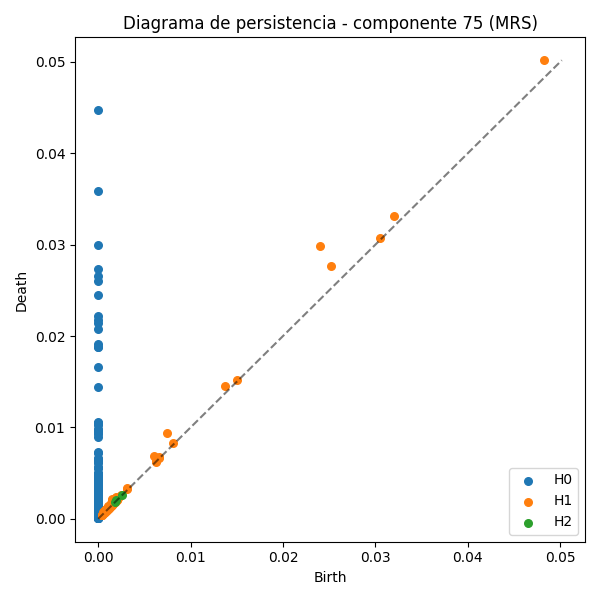 Diagrama de persistencia - componente 75 (MRS)
Death
0.05
0.04
0.03
0.02
0.01
0.00
H0
H1
H2
0.00 0.01 0.02 0.03 0.04 0.05
Birth